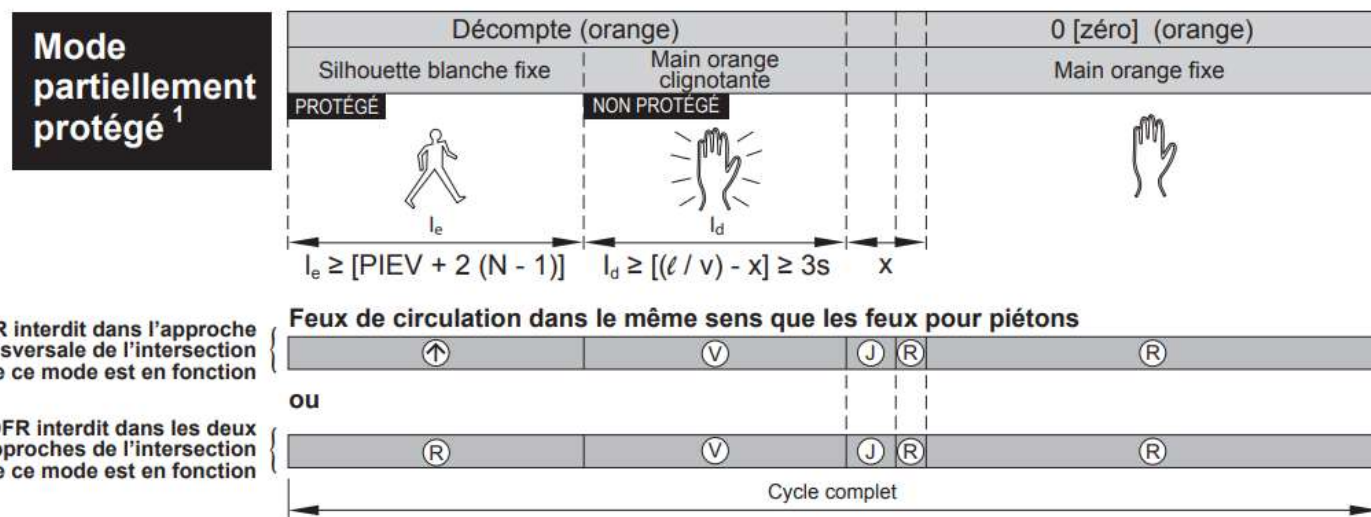 Mode
partiellement
protégé 1
Décompte (orange)
0 [zéro] (orange)
Silhouette blanche fixe
Main orange
clignotante
Main orange fixe
PROTÉGÉ
NON PROTÉGÉ
Ie
Id
Ie ≥ [PIEV + 2 (N - 1)]
Id ≥ [(ℓ / v) - x] ≥ 3s
x
Feux de circulation dans le même sens que les feux pour piétons
R interdit dans l'approche
sversale de l'intersection
e ce mode est en fonction
V
J
R
R
ou
FR interdit dans les deux
pproches de l'intersection
e ce mode est en fonction
R
V
J
R
R
Cycle complet